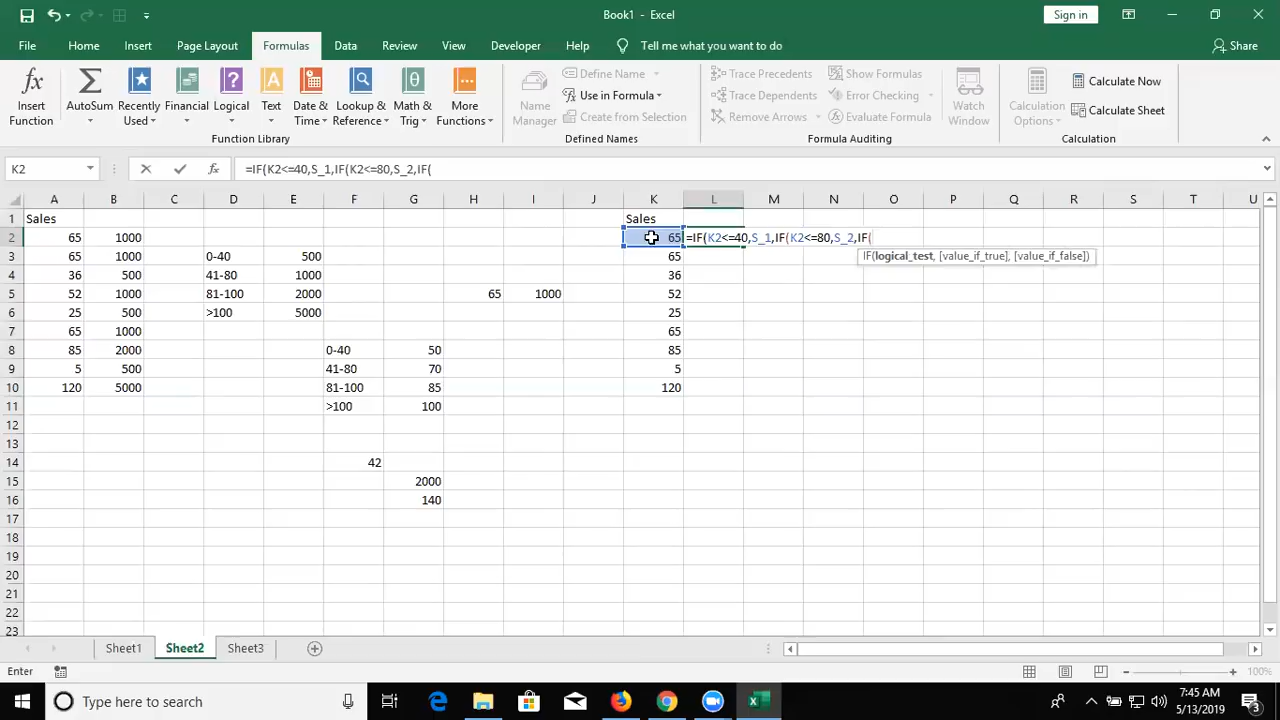 Book1 - Excel
Sign in
File Home Insert Page Layout Formulas Data Review View Developer Help Tell me what you want to do Share
Insert Function
AutoSum
Recently Used
Financial
Logical
Text
Date & Time
Lookup & Reference
Math & Trig
More Functions
Function Library
Name Manager
Define Name
Use in Formula
Create from Selection
Defined Names
Trace Precedents
Trace Dependents
Remove Arrows
Show Formulas
Error Checking
Evaluate Formula
Formula Auditing
Watch Window
Calculation Options
Calculate Now
Calculate Sheet
Calculation
K2 fx =IF(K2<=40,S_1,IF(K2<=80,S_2,IF(
A B C D E F G H I J K L M N O P Q R S T U
1 Sales Sales
2 65 1000 65 =IF(K2<=40,S_1,IF(K2<=80,S_2,IF(
IF(logical_test, [value_if_true], [value_if_false])
3 65 1000 0-40 500 65
4 36 500 41-80 1000 36
5 52 1000 81-100 2000 65 1000 52
6 25 500 >100 5000 25
7 65 1000 65
8 85 2000 0-40 50 85
9 5 500 41-80 70 5
10 120 5000 81-100 85 120
11 >100 100
12
13
14 42
15 2000
16 140
17
18
19
20
21
22
23
Sheet1 Sheet2 Sheet3
Enter 100%
Type here to search
7:45 AM
5/13/2019
3